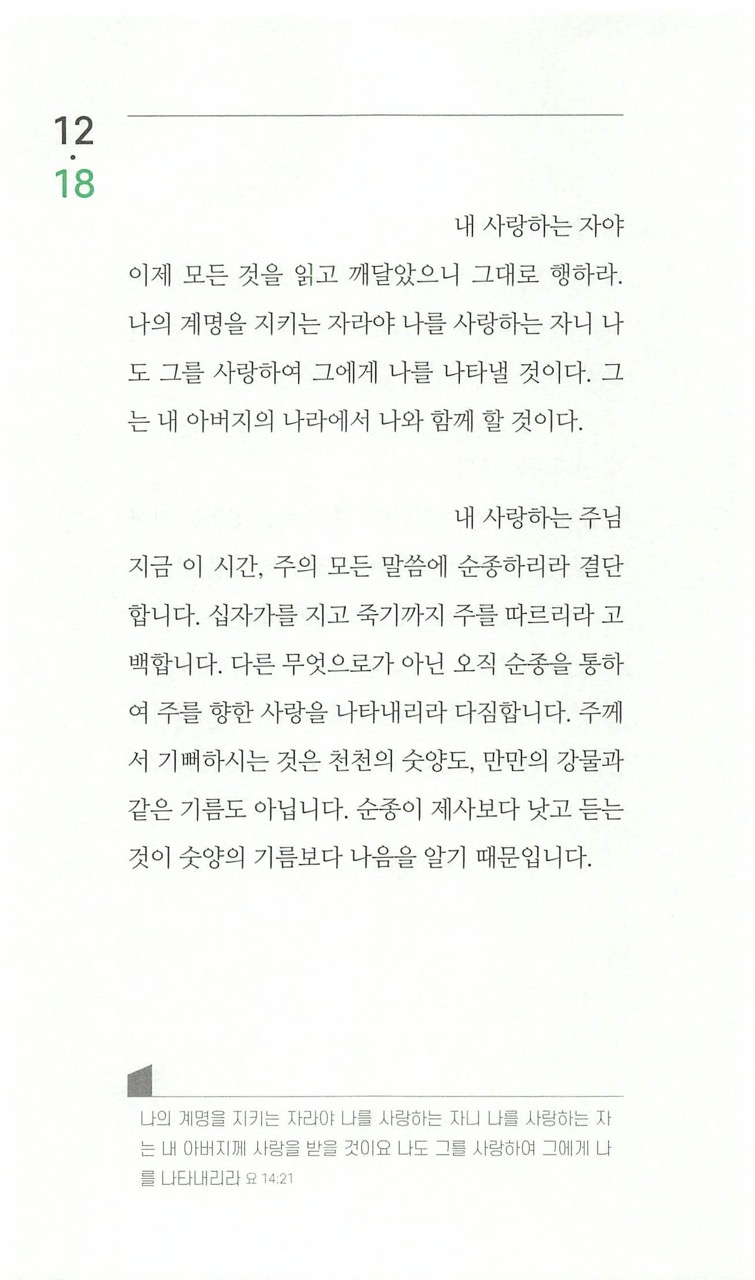 12
·
18
내 사랑하는 자야
이제 모든 것을 읽고 깨달았으니 그대로 행하라.
나의 계명을 지키는 자라야 나를 사랑하는 자니 나
도 그를 사랑하여 그에게 나를 나타낼 것이다. 그
는 내 아버지의 나라에서 나와 함께 할 것이다.
내 사랑하는 주님
지금 이 시간, 주의 모든 말씀에 순종하리라 결단
합니다. 십자가를 지고 죽기까지 주를 따르리라 고
백합니다. 다른 무엇으로가 아닌 오직 순종을 통하
여 주를 향한 사랑을 나타내리라 다짐합니다. 주께
서 기뻐하시는 것은 천천의 숫양도, 만만의 강물과
같은 기름도 아닙니다. 순종이 제사보다 낫고 듣는
것이 숫양의 기름보다 나음을 알기 때문입니다.
나의 계명을 지키는 자라야 나를 사랑하는 자니 나를 사랑하는 자
는 내 아버지께 사랑을 받을 것이요 나도 그를 사랑하여 그에게 나
를 나타내리라 요 14:21